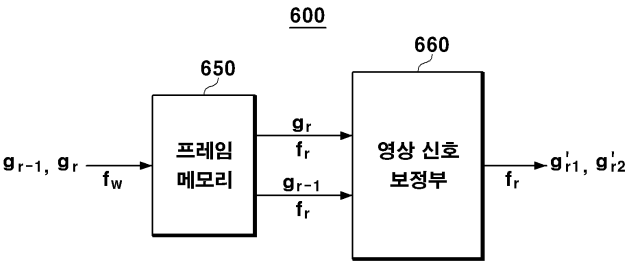 600
650
660
g_{r-1}, g_r
f_w
프레임
메모리
g_r
f_r
g_{r-1}
f_r
영상 신호
보정부
g'_{r1}, g'_{r2}
f_r